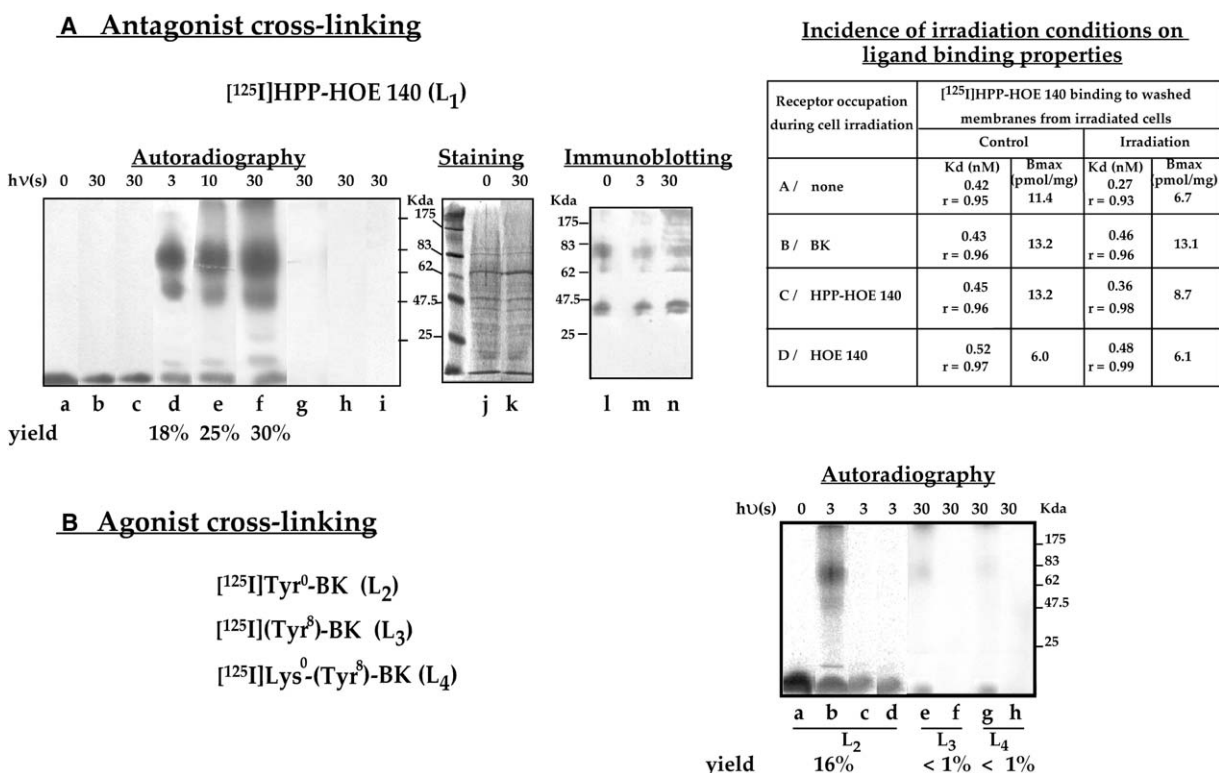 A Antagonist cross-linking
[¹²⁵I]HPP-HOE 140 (L₁)
Autoradiography
hυ(s) 0 30 30 3 10 30 30 30 30
175
83
62
47.5
25
a b c d e f g h i
yield 18% 25% 30%
Staining
Kda 0 30
175
83
62
47.5
25
j k
Immunoblotting
Kda 0 3 30
175
83
62
47.5
25
l m n
Incidence of irradiation conditions on
ligand binding properties
Receptor occupation
during cell irradiation
[¹²⁵I]HPP-HOE 140 binding to washed
membranes from irradiated cells
Control Irradiation
Kd (nM) Bmax (pmol/mg) Kd (nM) Bmax (pmol/mg)
A / none 0.42 r = 0.95 11.4 0.27 r = 0.93 6.7
B / BK 0.43 r = 0.96 13.2 0.46 r = 0.96 13.1
C / HPP-HOE 140 0.45 r = 0.96 13.2 0.36 r = 0.98 8.7
D / HOE 140 0.52 r = 0.97 6.0 0.48 r = 0.99 6.1
B Agonist cross-linking
[¹²⁵I]Tyr⁰-BK (L₂)
[¹²⁵I](Tyr⁸)-BK (L₃)
[¹²⁵I]Lys⁰-(Tyr⁸)-BK (L₄)
Autoradiography
hυ(s) 0 3 3 3 30 30 30 30 Kda
175
83
62
47.5
25
a b c d e f g h
L₂ L₃ L₄
yield 16% < 1% < 1%